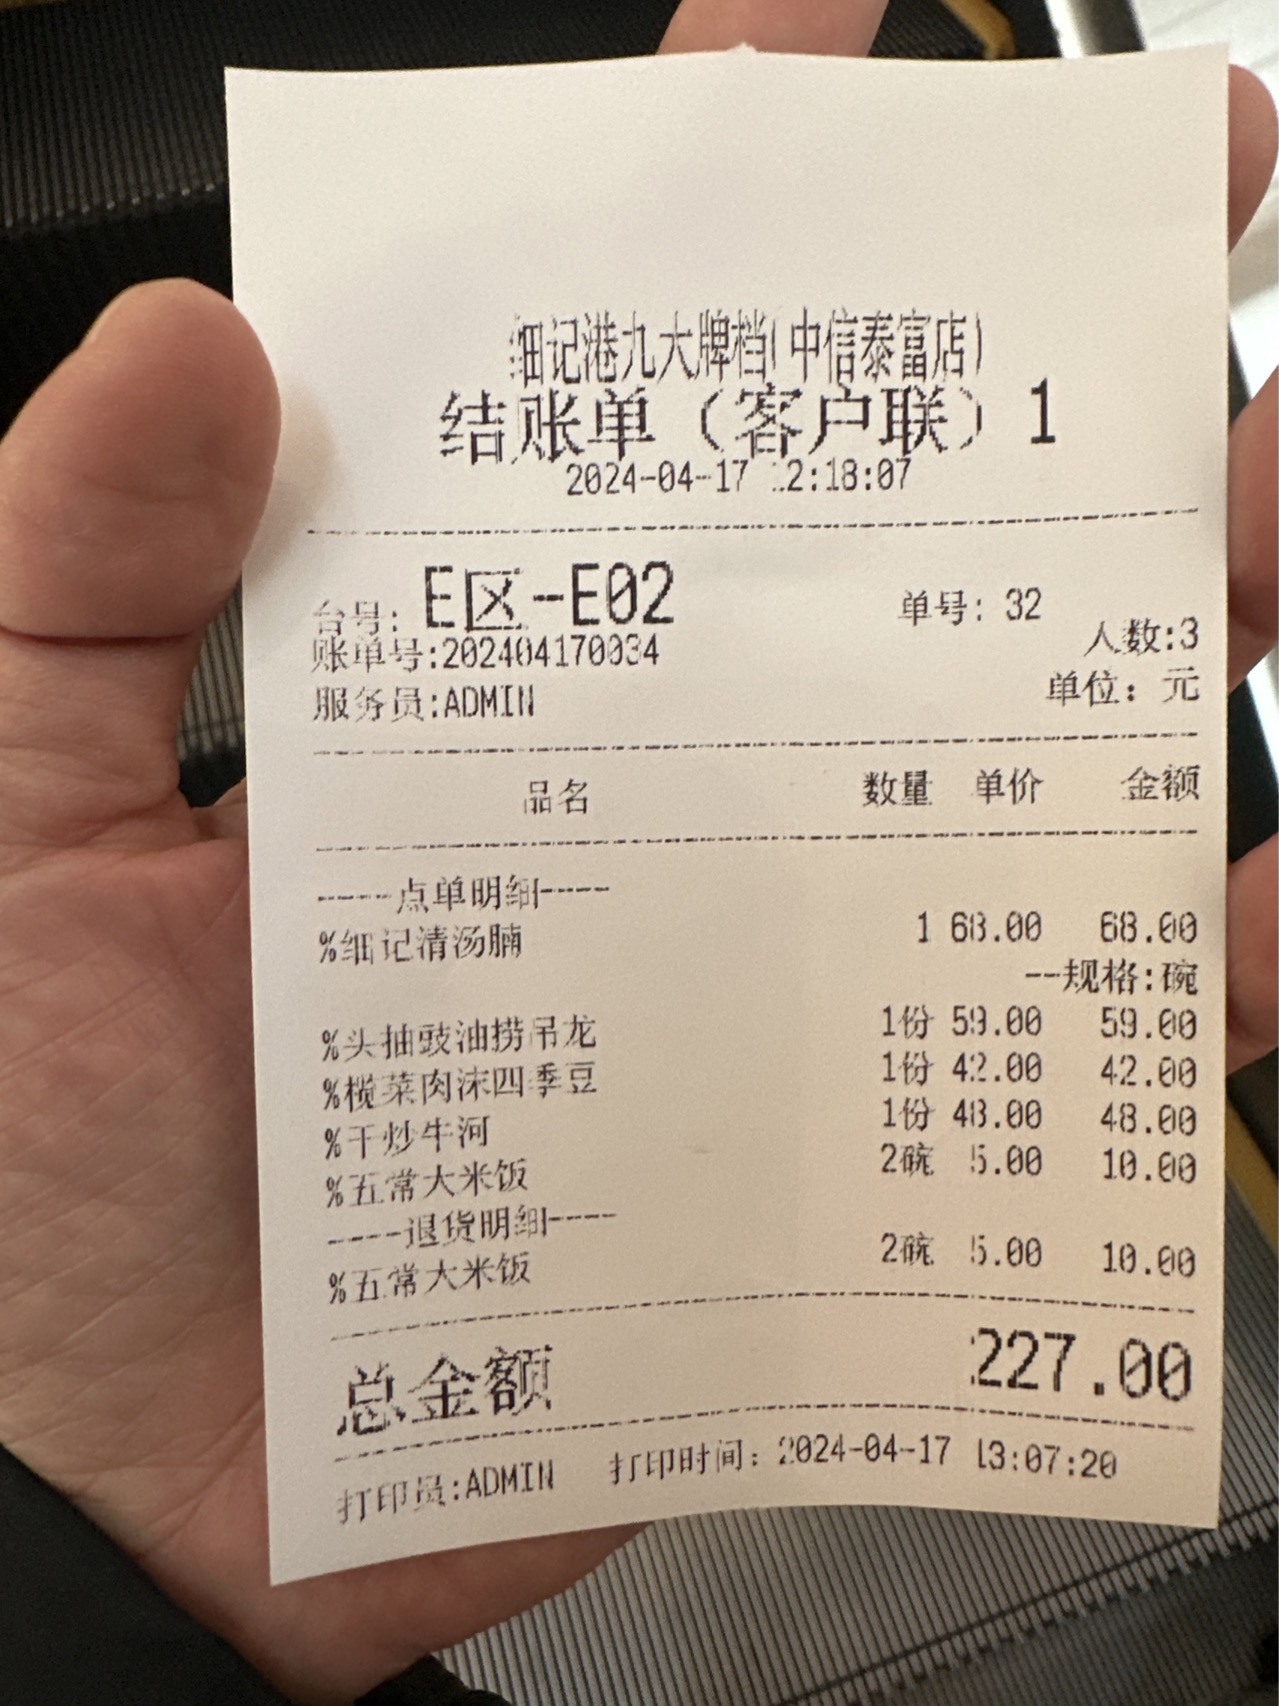 细记港九大牌档(中信泰富店)
结账单（客户联）1
2024-04-17 12:18:07
台号: E区-E02 单号: 32
人数:3
账单号:202404170034
服务员:ADMIN 单位: 元
品名 数量 单价 金额
-----点单明细-----
%细记清汤腩 1 68.00 68.00
--规格:碗
%头抽豉油捞吊龙 1份 59.00 59.00
%榄菜肉沫四季豆 1份 42.00 42.00
%干炒牛河 1份 48.00 48.00
%五常大米饭 2碗 5.00 10.00
-----退货明细-----
%五常大米饭 2碗 5.00 10.00
总金额 227.00
打印员:ADMIN 打印时间: 2024-04-17 13:07:20